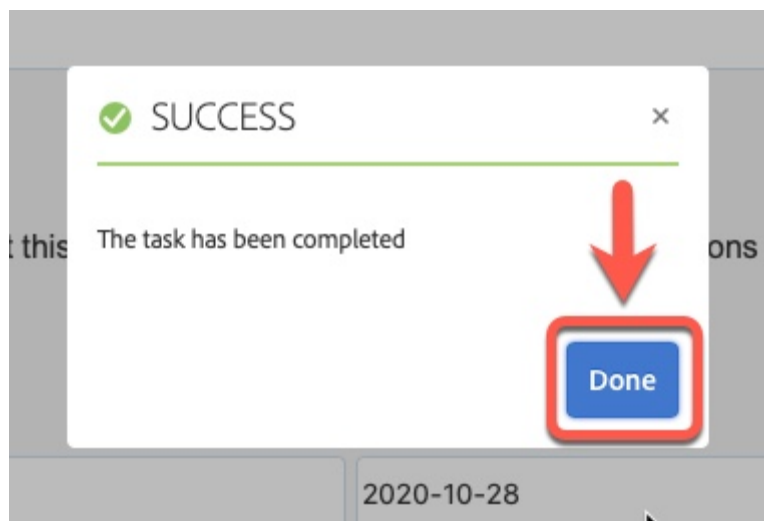 SUCCESS
×
t this
The task has been completed
ons
Done
2020-10-28